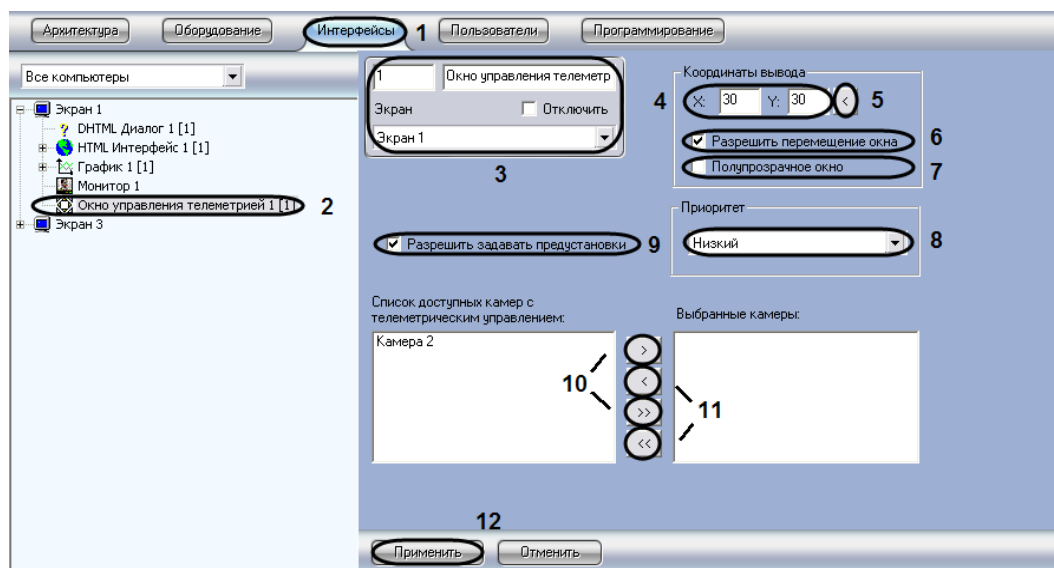 Архитектура Оборудование Интерфейсы 1 Пользователи Программирование
Все компьютеры
Экран 1
DHTML Диалог 1 [1]
HTML Интерфейс 1 [1]
График 1 [1]
Монитор 1
Окно управления телеметрией 1 [1] 2
Экран 3
1 Окно управления телеметр
Экран Отключить
Экран 1
3
Координаты вывода
4 X: 30 Y: 30 < 5
Разрешить перемещение окна 6
Полупрозрачное окно 7
Приоритет
Низкий 8
Разрешить задавать предустановки 9
Список доступных камер с
телеметрическим управлением:
Выбранные камеры:
Камера 2
>
<
>>
<<
10
11
12
Применить Отменить